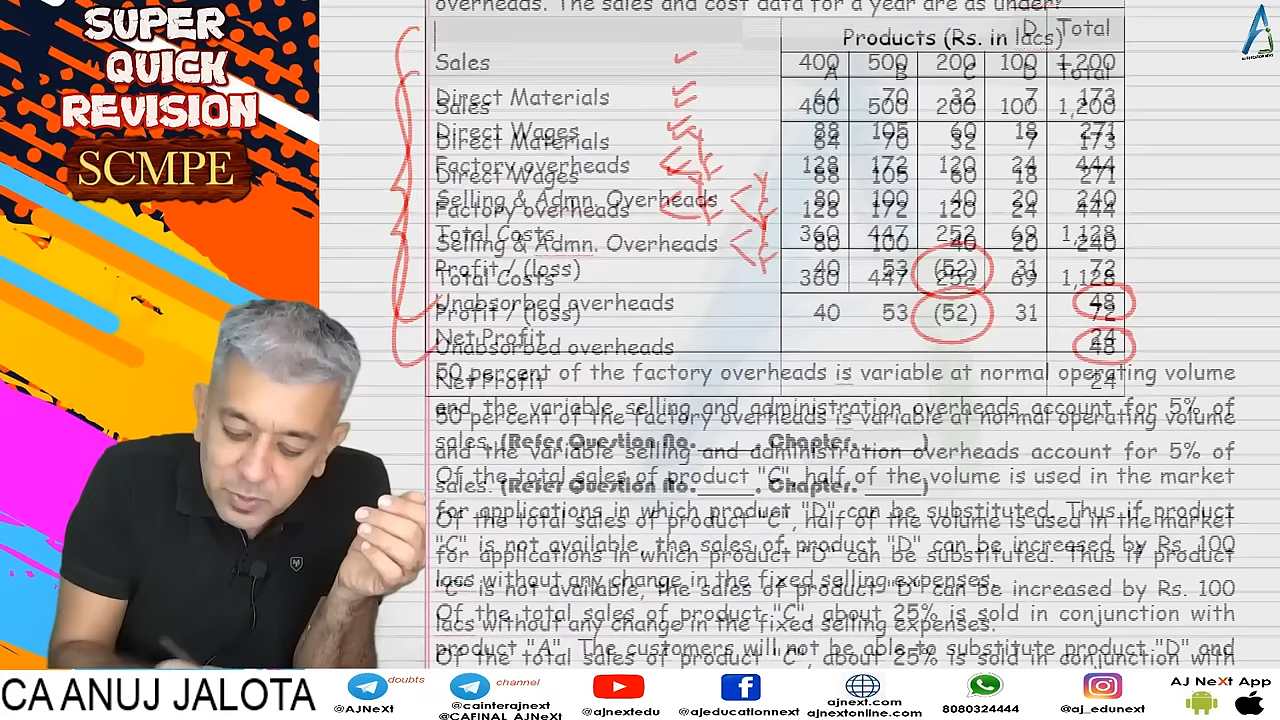 SUPER
QUICK
REVISION
SCMPE
overheads. The sales and cost data for a year are as under:
Products (Rs. in lacs)
A B C D Total
Sales 400 500 200 100 1,200
Direct Materials 64 70 32 7 173
Direct Wages 88 105 60 18 271
Factory overheads 128 172 120 24 444
Selling & Admn. Overheads 80 100 40 20 240
Total Costs 360 447 252 69 1,128
Profit / (loss) 40 53 (52) 31 72
Unabsorbed overheads 48
Net Profit 24
50 percent of the factory overheads is variable at normal operating volume
and the variable selling and administration overheads account for 5% of
sales. (Refer Question No. _____. Chapter. _____)
Of the total sales of product "C", half of the volume is used in the market
for applications in which product "D" can be substituted. Thus if product
"C" is not available, the sales of product "D" can be increased by Rs. 100
lacs without any change in the fixed selling expenses.
Of the total sales of product "C", about 25% is sold in conjunction with
product "A". The customers will not be able to substitute product "D" and
CA ANUJ JALOTA
doubts
@AJNeXt
channel
@cainterajnext
@CAFINAL_AJNeXt
@ajnextedu
@ajeducationnext
ajnext.com
ajnextonline.com
8080324444
@aj_edunext
AJ NeXt App